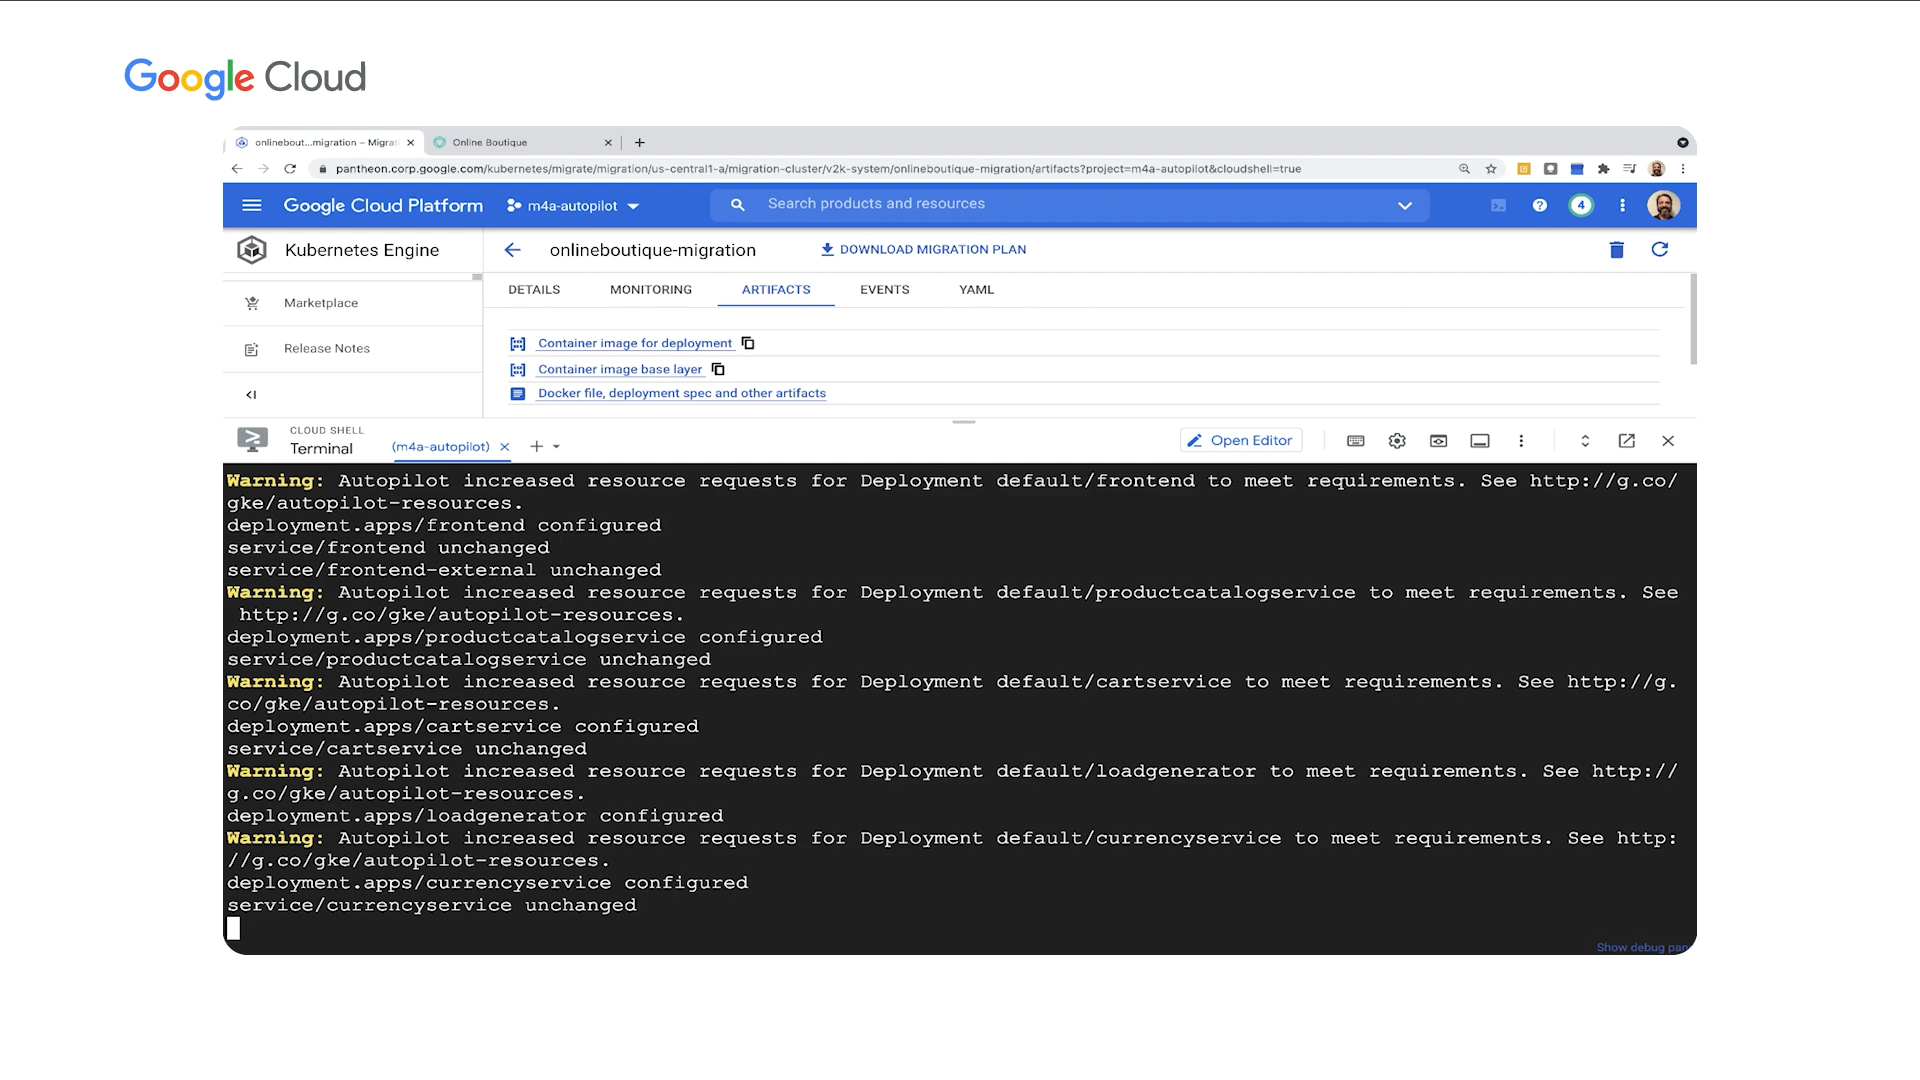 Google Cloud
onlinebout...migration – Migrat
Online Boutique
pantheon.corp.google.com/kubernetes/migrate/migration/us-central1-a/migration-cluster/v2k-system/onlineboutique-migration/artifacts?project=m4a-autopilot&cloudshell=true
Google Cloud Platform
m4a-autopilot
Search products and resources
4
Kubernetes Engine
onlineboutique-migration
DOWNLOAD MIGRATION PLAN
Marketplace
Release Notes
DETAILS
MONITORING
ARTIFACTS
EVENTS
YAML
Container image for deployment
Container image base layer
Docker file, deployment spec and other artifacts
CLOUD SHELL
Terminal
(m4a-autopilot)
Open Editor
Warning: Autopilot increased resource requests for Deployment default/frontend to meet requirements. See http://g.co/
gke/autopilot-resources.
deployment.apps/frontend configured
service/frontend unchanged
service/frontend-external unchanged
Warning: Autopilot increased resource requests for Deployment default/productcatalogservice to meet requirements. See
http://g.co/gke/autopilot-resources.
deployment.apps/productcatalogservice configured
service/productcatalogservice unchanged
Warning: Autopilot increased resource requests for Deployment default/cartservice to meet requirements. See http://g.
co/gke/autopilot-resources.
deployment.apps/cartservice configured
service/cartservice unchanged
Warning: Autopilot increased resource requests for Deployment default/loadgenerator to meet requirements. See http://
g.co/gke/autopilot-resources.
deployment.apps/loadgenerator configured
Warning: Autopilot increased resource requests for Deployment default/currencyservice to meet requirements. See http:
//g.co/gke/autopilot-resources.
deployment.apps/currencyservice configured
service/currencyservice unchanged
Show debug pan